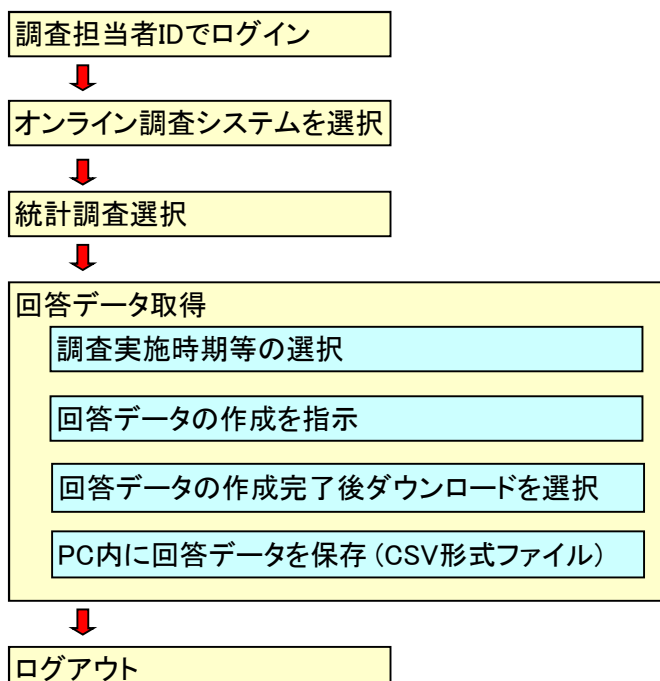 調査担当者IDでログイン
オンライン調査システムを選択
統計調査選択
回答データ取得
調査実施時期等の選択
回答データの作成を指示
回答データの作成完了後ダウンロードを選択
PC内に回答データを保存（CSV形式ファイル）
ログアウト